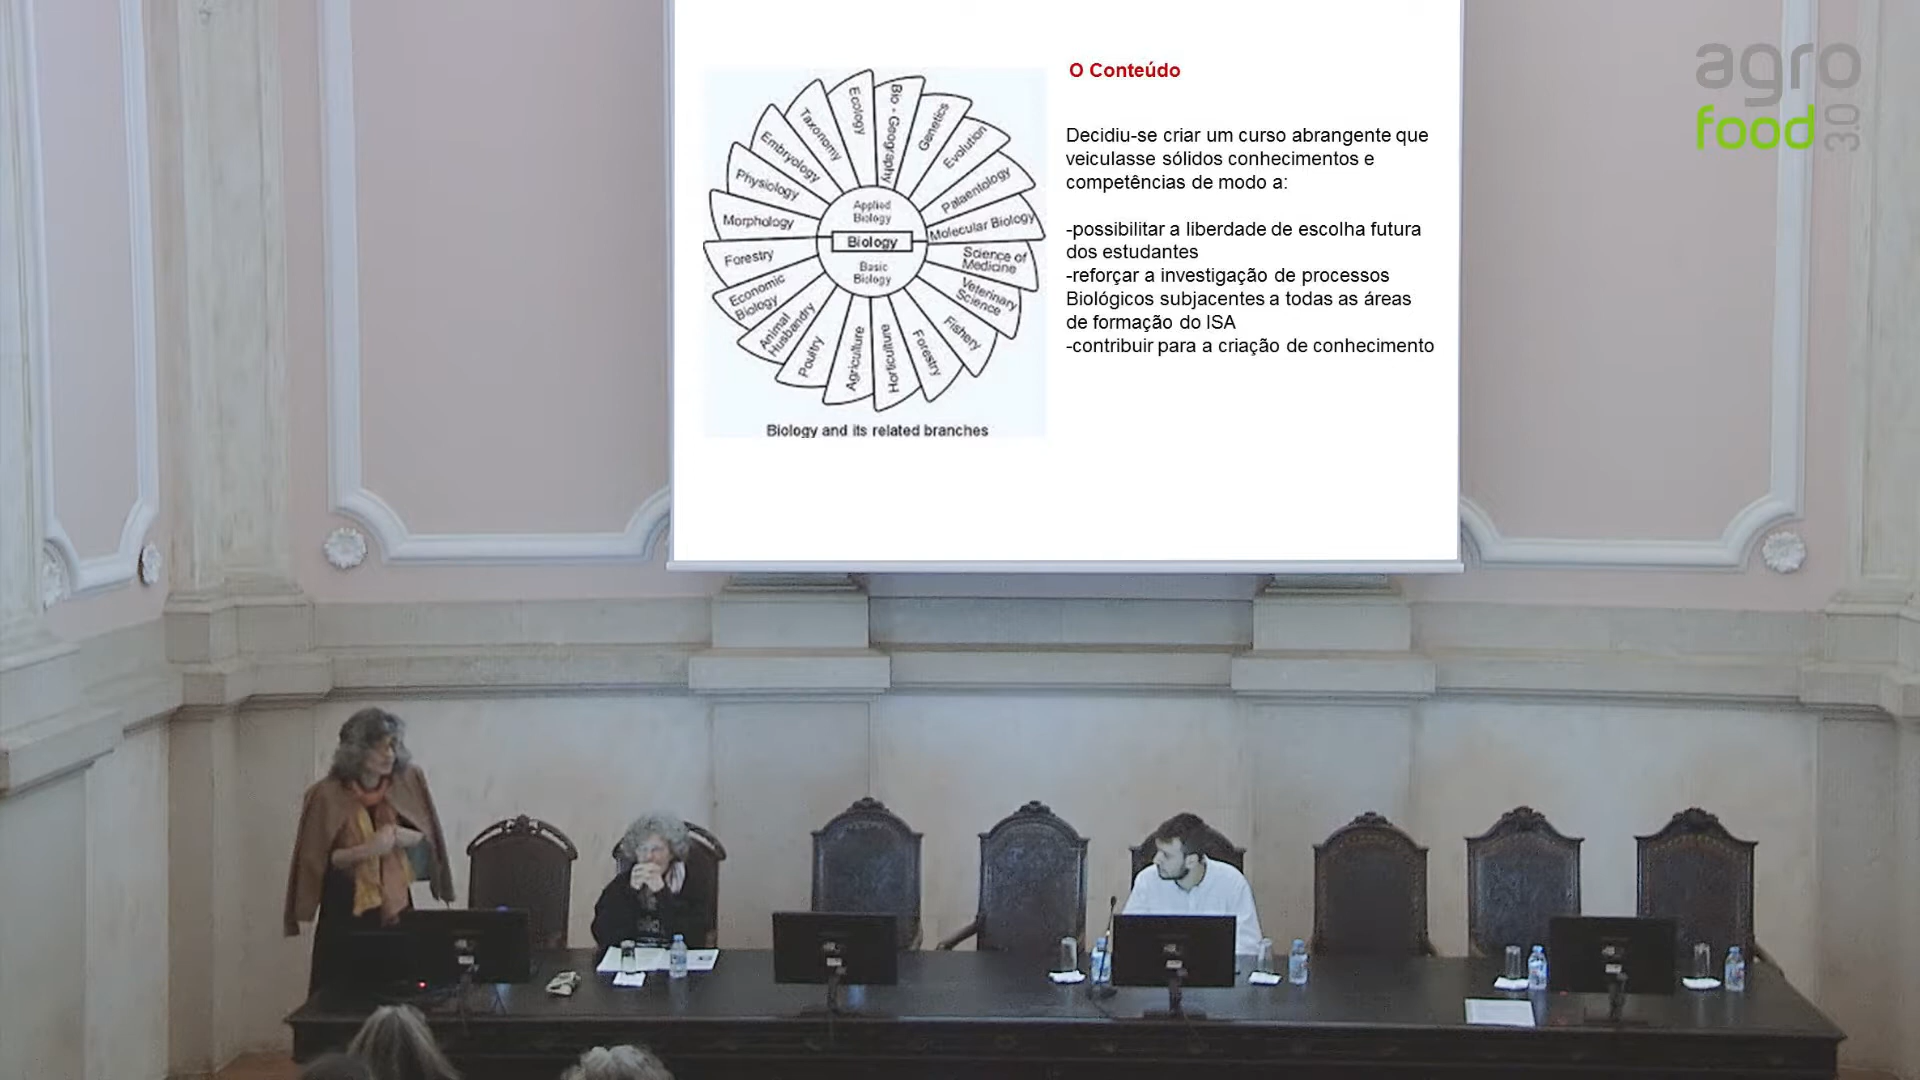 O Conteúdo
Decidiu-se criar um curso abrangente que
veiculasse sólidos conhecimentos e
competências de modo a:
-possibilitar a liberdade de escolha futura
dos estudantes
-reforçar a investigação de processos
Biológicos subjacentes a todas as áreas
de formação do ISA
-contribuir para a criação de conhecimento
Ecology
Bio - Geography
Genetics
Evolution
Palaentology
Molecular Biology
Science of
Medicine
Veterinary
Science
Fishery
Forestry
Horticulture
Agriculture
Poultry
Animal
Husbandry
Economic
Biology
Forestry
Morphology
Physiology
Embryology
Taxonomy
Applied
Biology
Biology
Basic
Biology
Biology and its related branches
agro
food
3.0